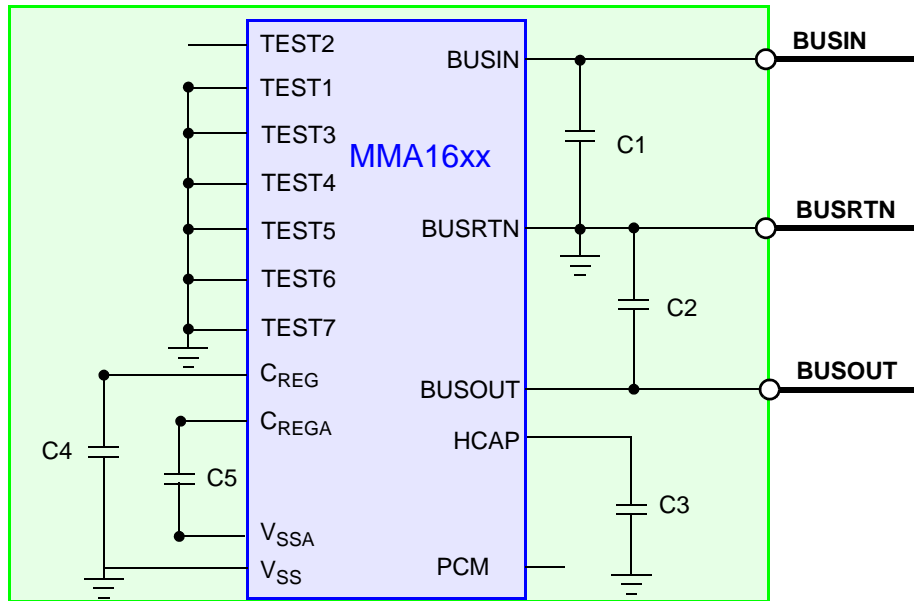 TEST2
TEST1
TEST3
TEST4
TEST5
TEST6
TEST7
CREG
CREGA
VSSA
VSS
MMA16xx
BUSIN
BUSRTN
BUSOUT
HCAP
PCM
C4
C5
C1
C2
C3
BUSIN
BUSRTN
BUSOUT